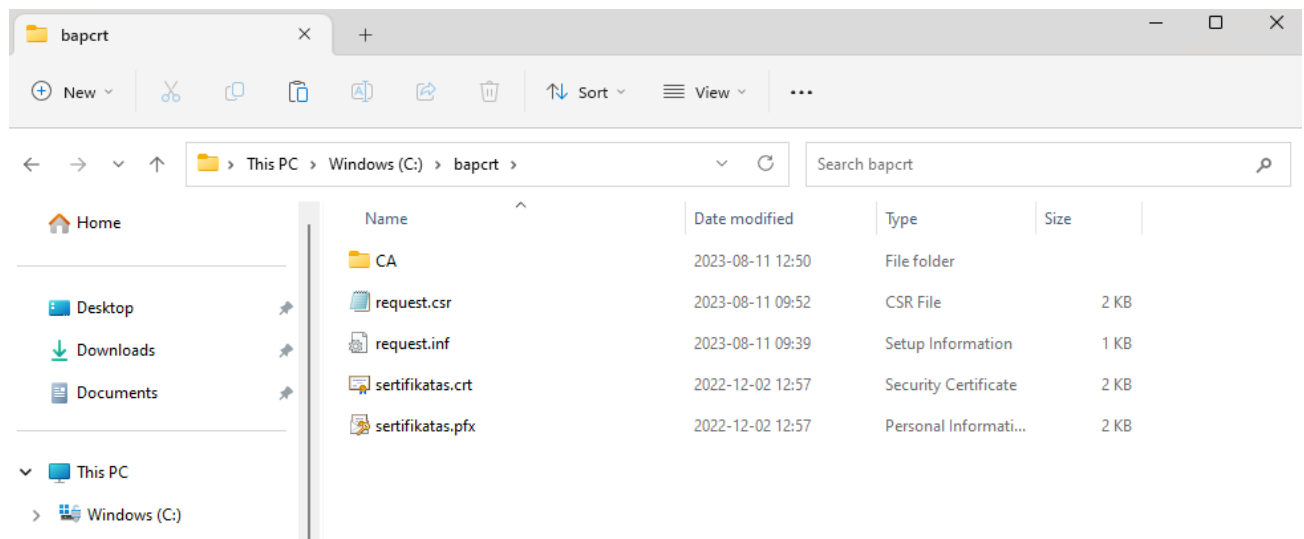 bapcrt
New
Sort
View
This PC > Windows (C:) > bapcrt >
Search bapcrt
Home
Desktop
Downloads
Documents
This PC
Windows (C:)
Name Date modified Type Size
CA 2023-08-11 12:50 File folder
request.csr 2023-08-11 09:52 CSR File 2 KB
request.inf 2023-08-11 09:39 Setup Information 1 KB
sertifikatas.crt 2022-12-02 12:57 Security Certificate 2 KB
sertifikatas.pfx 2022-12-02 12:57 Personal Informati... 2 KB